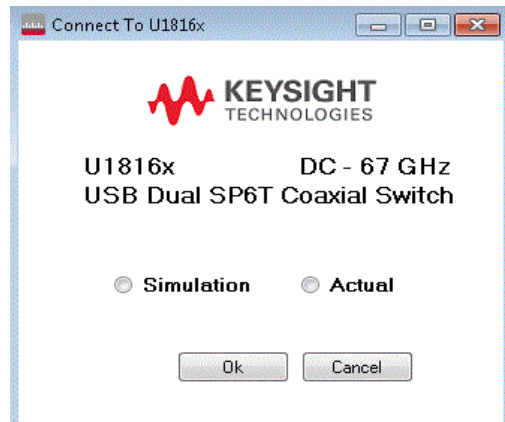 Connect To U1816x
KEYSIGHT
TECHNOLOGIES
U1816x DC - 67 GHz
USB Dual SP6T Coaxial Switch
Simulation Actual
Ok Cancel